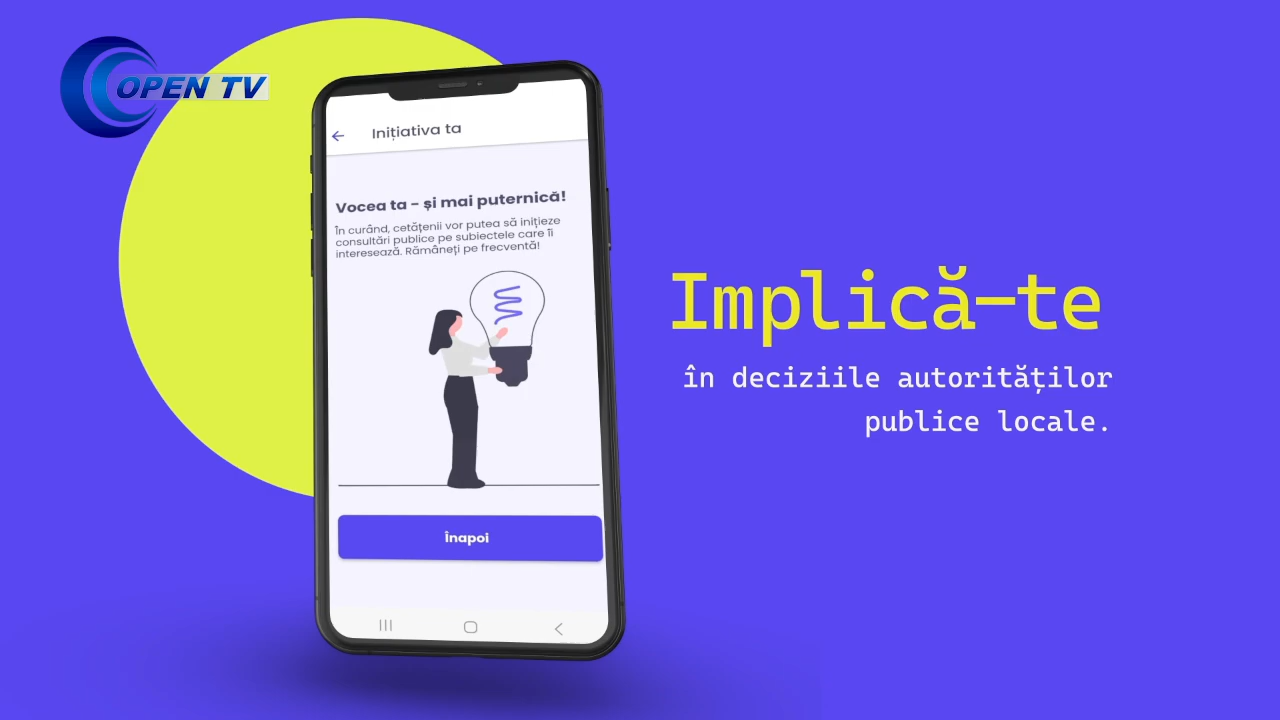 OPEN TV
Inițiativa ta
Vocea ta - și mai puternică!
În curând, cetățenii vor putea să inițieze
consultări publice pe subiectele care îi
interesează. Rămâneți pe frecventă!
Înapoi
Implică-te
în deciziile autorităților
publice locale.